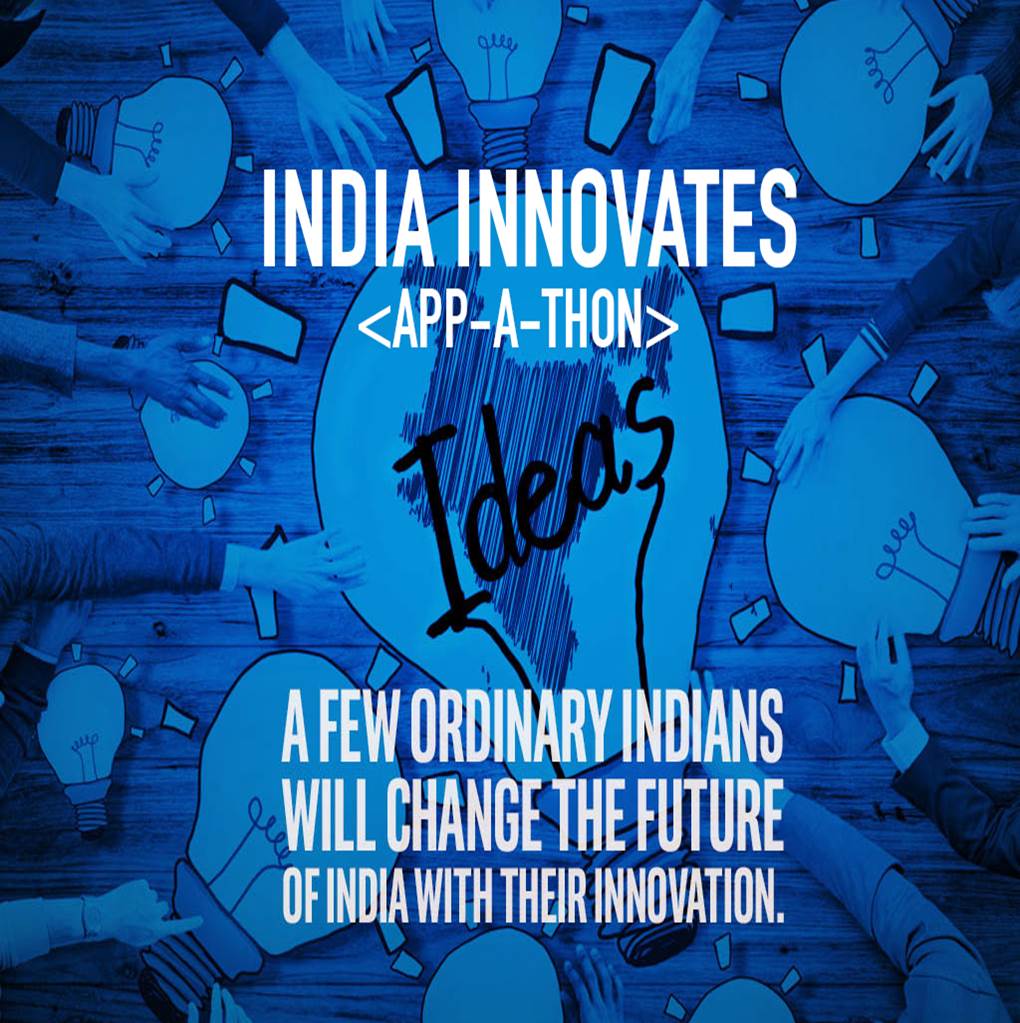 INDIA INNOVATES
<APP-A-THON>
Ideas
A FEW ORDINARY INDIANS
WILL CHANGE THE FUTURE
OF INDIA WITH THEIR INNOVATION.